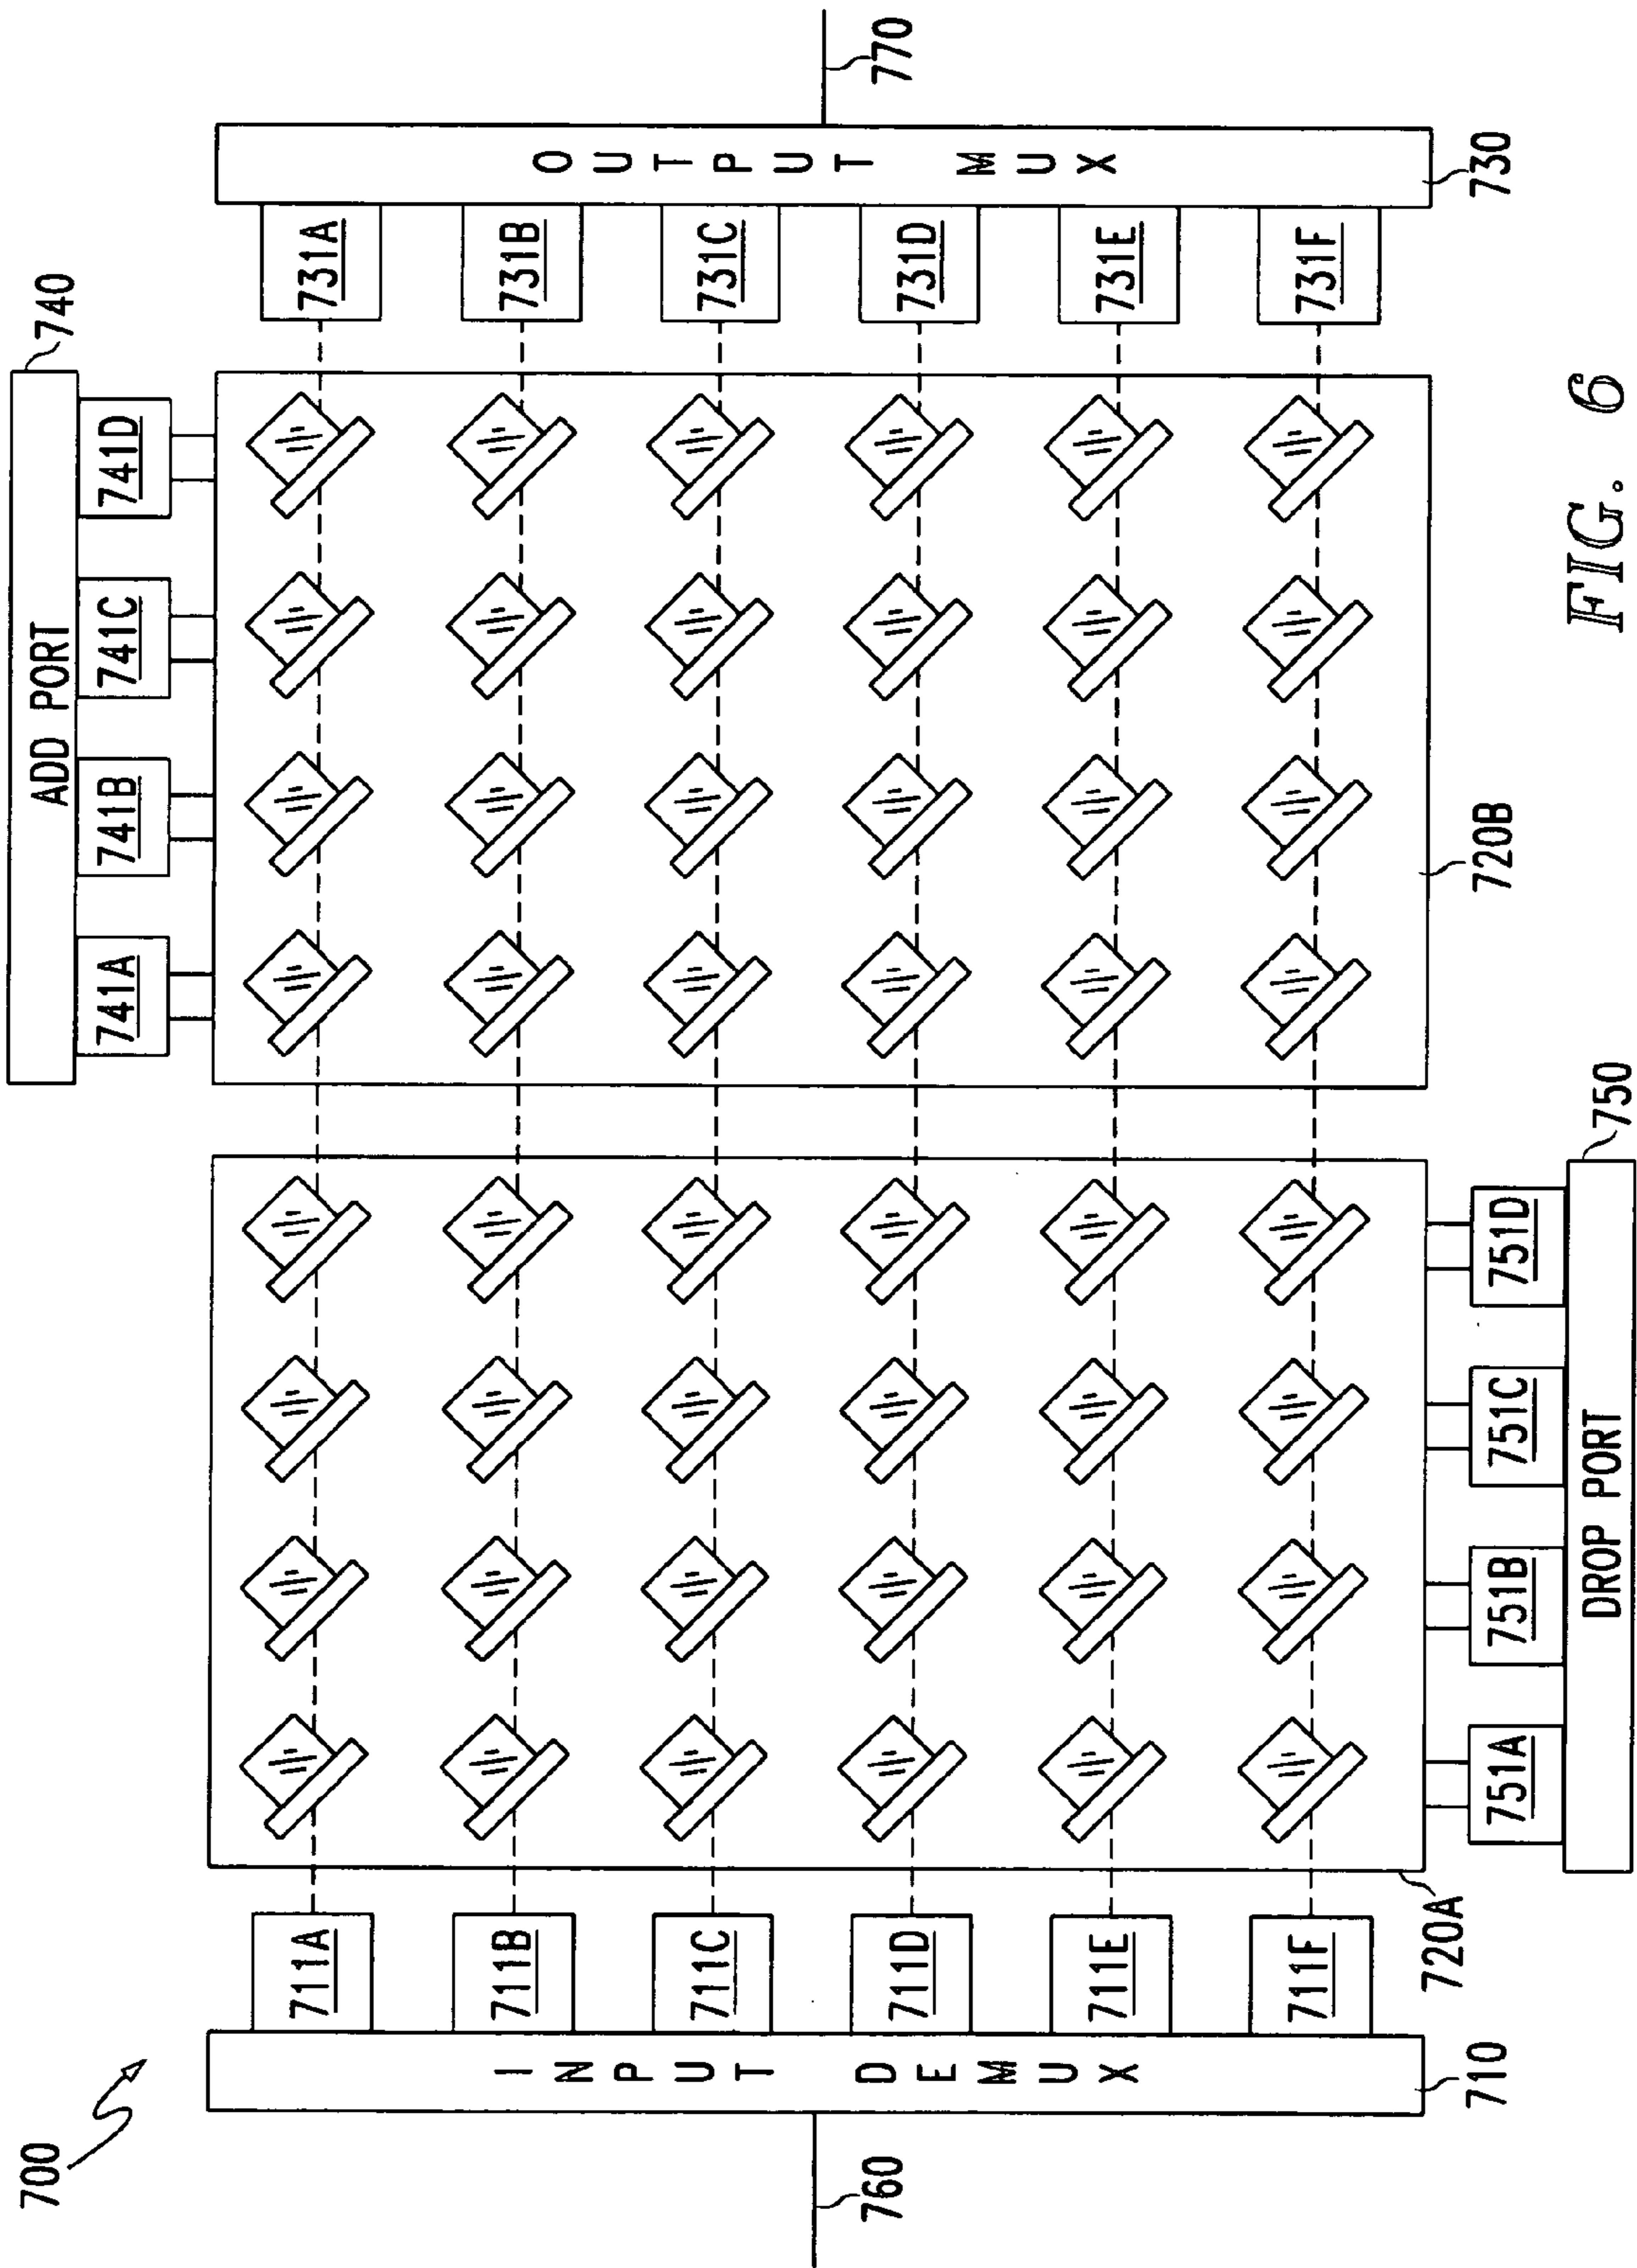 700
740
ADD PORT
741A
741B
741C
741D
INPUT DEMUX
711A
711B
711C
711D
711E
711F
731A
731B
731C
731D
731E
731F
OUTPUT MUX
760
770
710
720A
720B
730
751A
751B
751C
751D
750
DROP PORT
FIG. 6